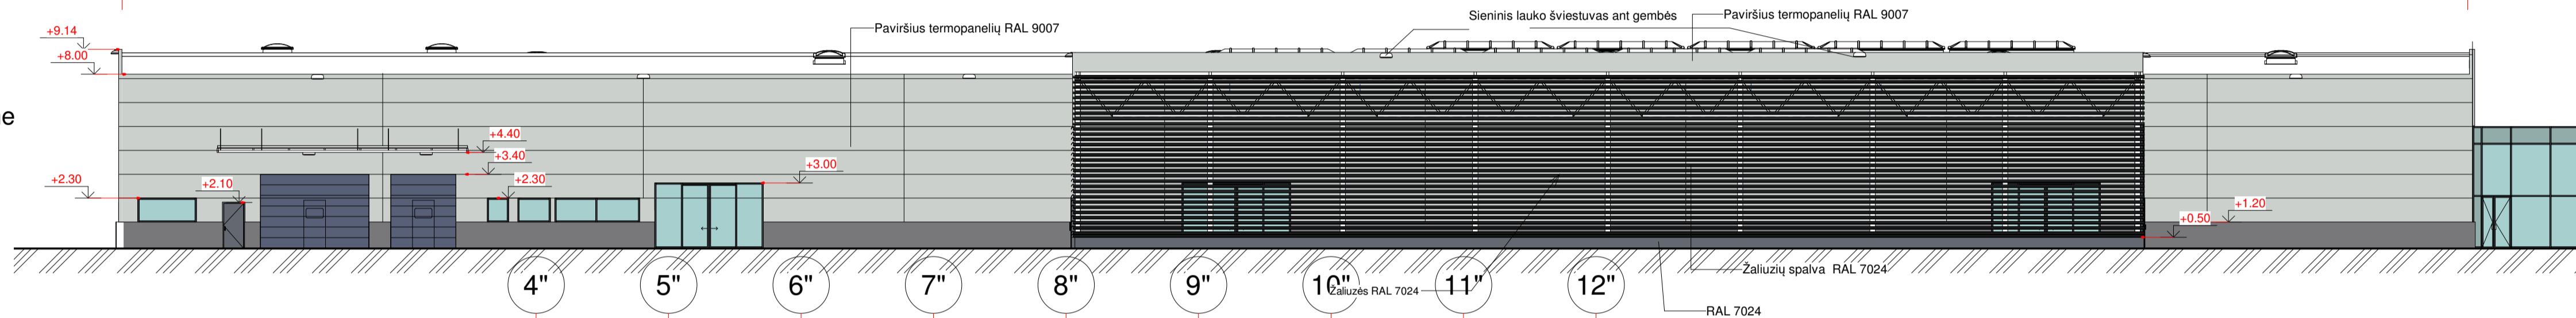 Sieninis lauko šviestuvas ant gembės
Paviršius termopanelių RAL 9007
Paviršius termopanelių RAL 9007
+9.14
+8.00
e
+4.40
+3.40
+3.00
+2.30
+2.10
+2.30
+1.20
+0.50
Žaliuzių spalva RAL 7024
4"
5"
6"
7"
8"
9"
10"
11"
12"
Žaliuzės RAL 7024
RAL 7024